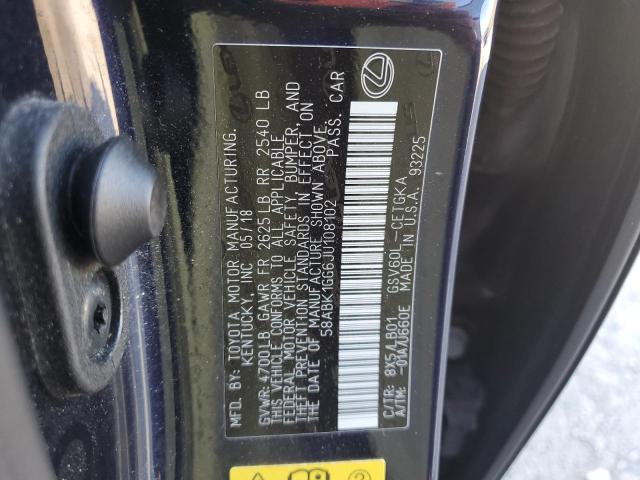 MFD. BY: TOYOTA MOTOR MANUFACTURING.
KENTUCKY, INC. 05/18
GVWR: 4700LB GAWR FR 2625LB RR 2540 LB
THIS VEHICLE CONFORMS TO ALL APPLICABLE
FEDERAL MOTOR VEHICLE SAFETY, BUMPER, AND
THEFT PREVENTION STANDARDS IN EFFECT ON
THE DATE OF MANUFACTURE SHOWN ABOVE.
58ABK1GG6JU108102 PASS. CAR
C/TR: 8X5/LB01 GSV60L-CETGKA
A/TM: -01A/U660E MADE IN U.S.A. 93225